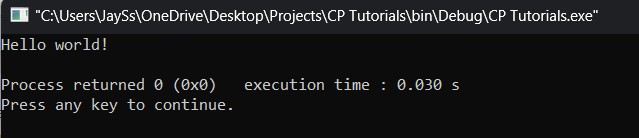 "C:\Users\JaySs\OneDrive\Desktop\Projects\CP Tutorials\bin\Debug\CP Tutorials.exe"
Hello world!
Process returned 0 (0x0)   execution time : 0.030 s
Press any key to continue.